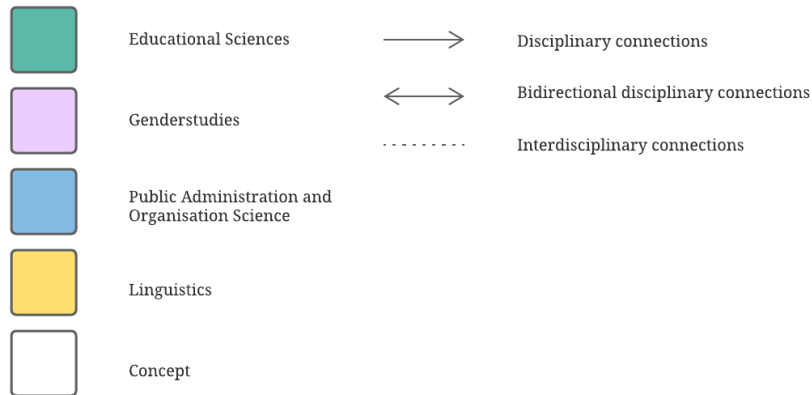 Educational Sciences
Genderstudies
Public Administration and
Organisation Science
Linguistics
Concept
Disciplinary connections
Bidirectional disciplinary connections
Interdisciplinary connections